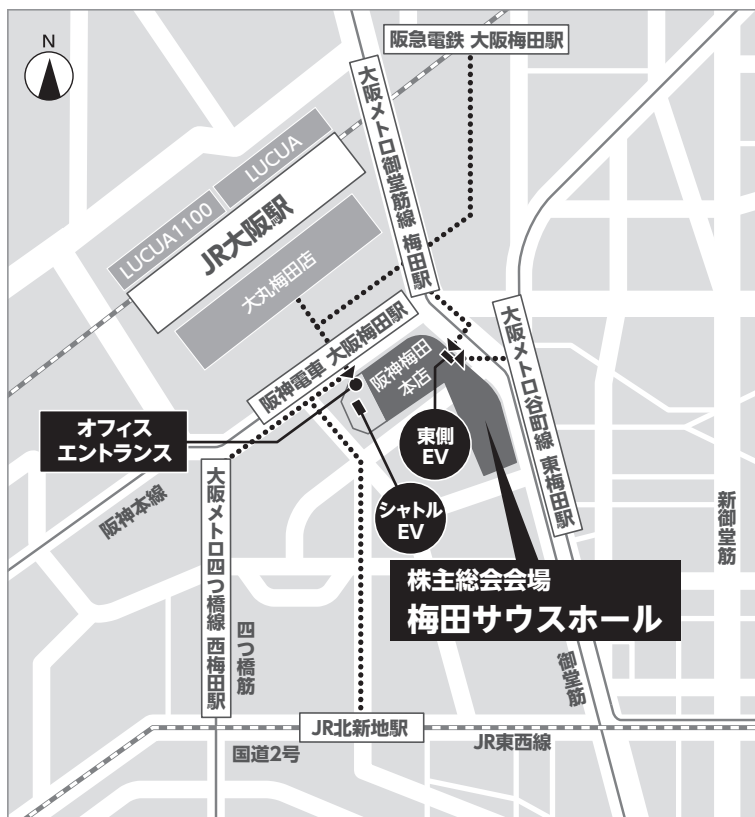 N
阪急電鉄 大阪梅田駅
大阪メトロ御堂筋線 梅田駅
LUCUA
LUCUA1100
JR大阪駅
大丸梅田店
阪神電車 大阪梅田駅
阪神梅田
本店
大阪メトロ谷町線 東梅田駅
オフィス
エントランス
東側
EV
シャトル
EV
阪神本線
大阪メトロ四つ橋線 西梅田駅
四つ橋筋
新御堂筋
株主総会会場
梅田サウスホール
御堂筋
JR北新地駅
国道2号
JR東西線